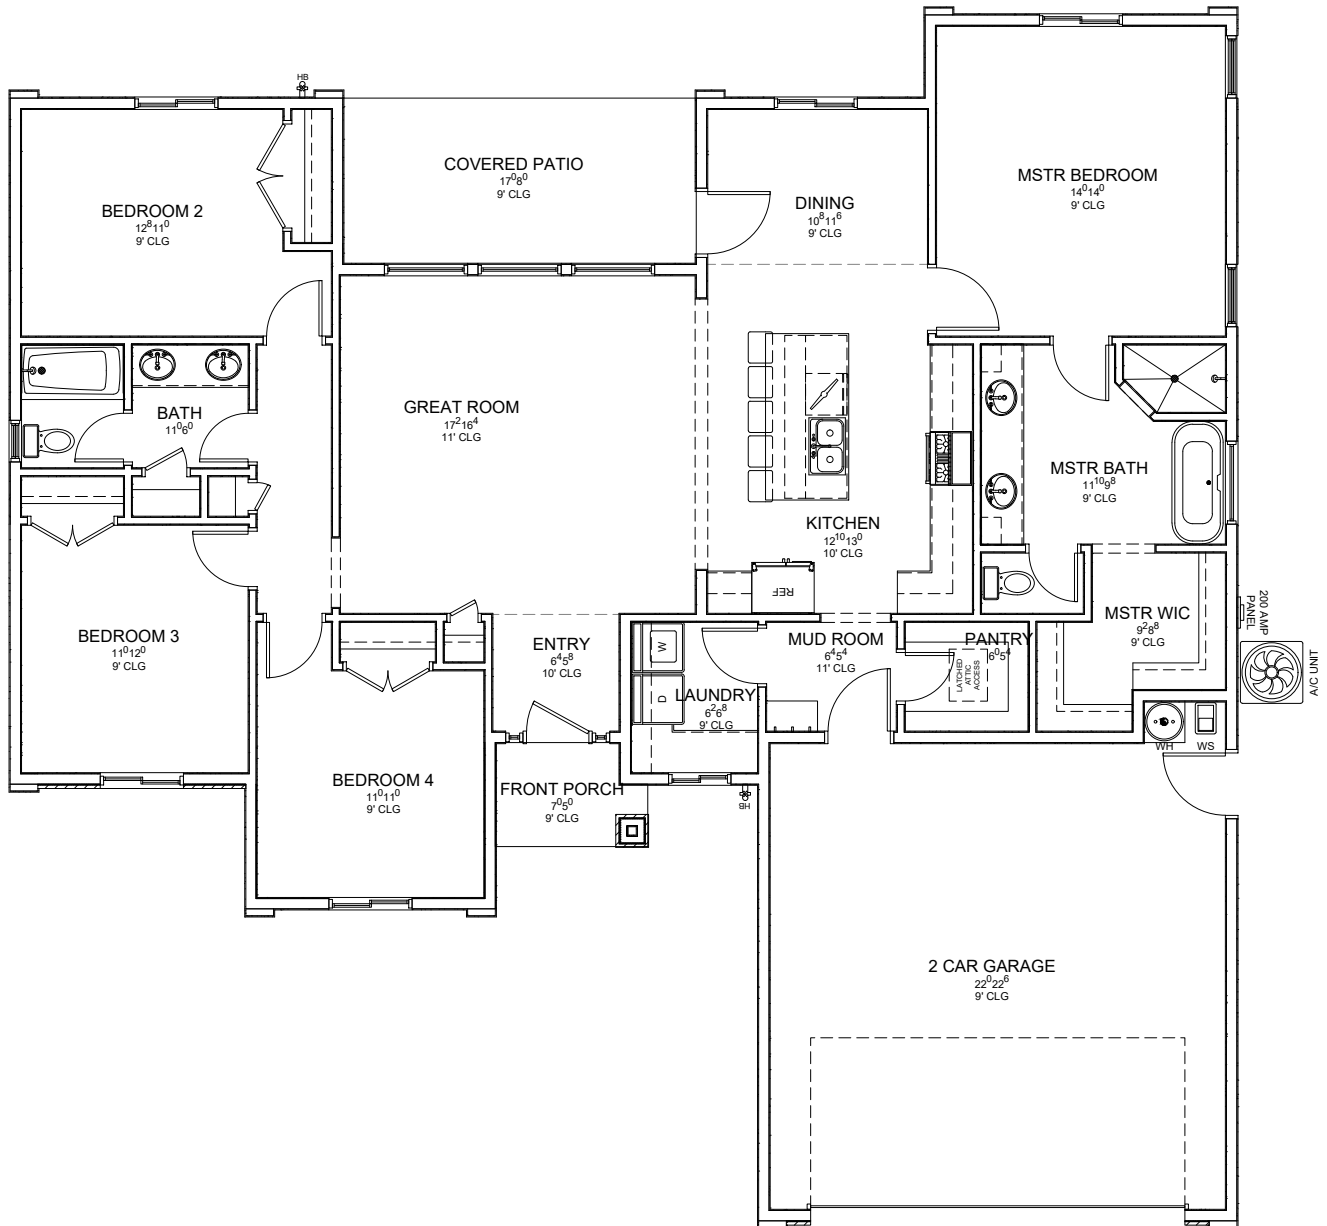 HB
COVERED PATIO
17⁰8⁰
9' CLG
MSTR BEDROOM
14⁰14⁰
9' CLG
BEDROOM 2
12⁸11⁰
9' CLG
DINING
10⁸11⁶
9' CLG
BATH
11⁰6⁰
GREAT ROOM
17²16⁴
11' CLG
MSTR BATH
11¹⁰9⁸
9' CLG
KITCHEN
12¹⁰13⁰
10' CLG
REF
BEDROOM 3
11⁰12⁰
9' CLG
ENTRY
6⁴5⁸
10' CLG
W
D
LAUNDRY
6²6⁸
9' CLG
MUD ROOM
6⁴5⁴
11' CLG
PANTRY
6⁰5⁴
LATCHED
ATTIC
ACCESS
MSTR WIC
9²8⁸
9' CLG
200 AMP
PANEL
A/C UNIT
WH
WS
BEDROOM 4
11⁰11⁰
9' CLG
FRONT PORCH
7⁰5⁰
9' CLG
HB
2 CAR GARAGE
22⁰22⁶
9' CLG